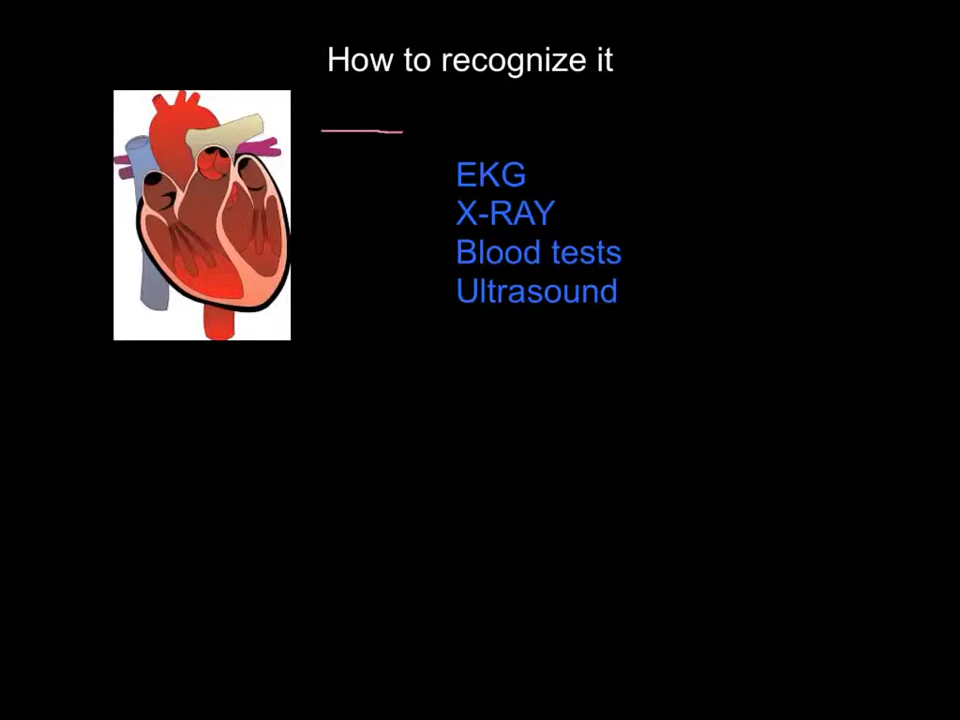 How to recognize it
EKG
X-RAY
Blood tests
Ultrasound